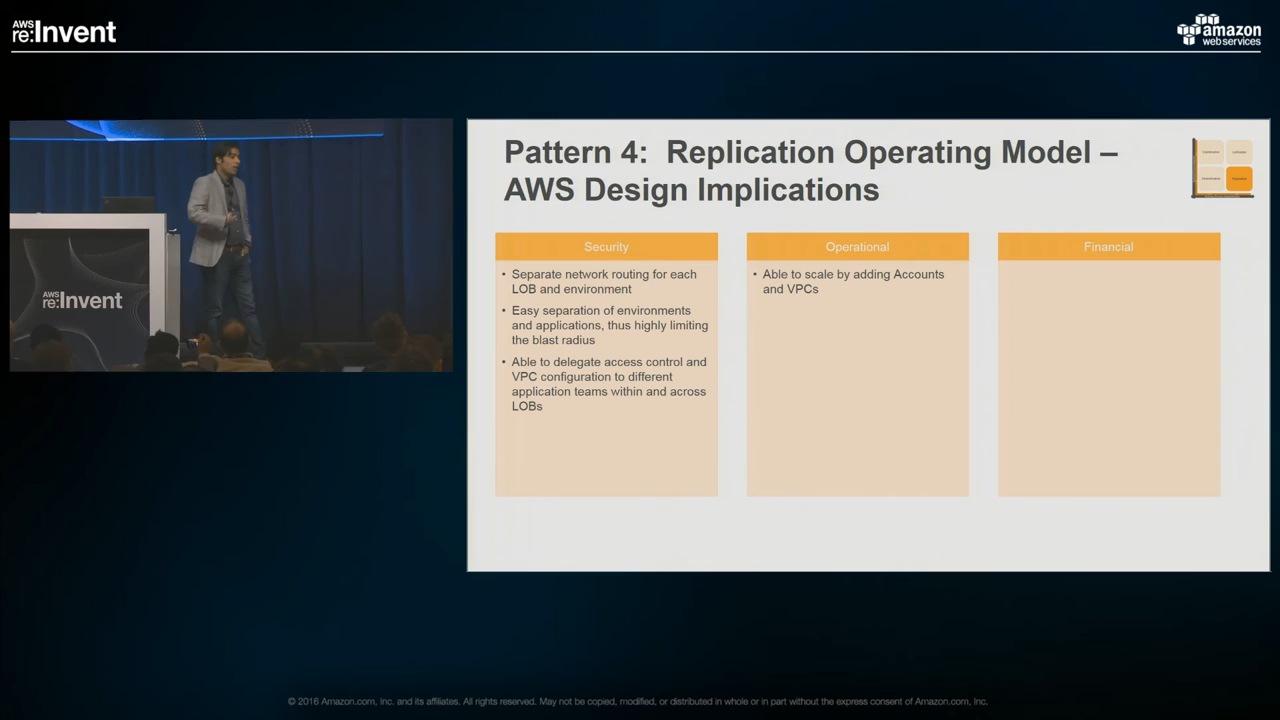 AWS
re:Invent
amazon
web services
AWS
re:Invent
Pattern 4: Replication Operating Model –
AWS Design Implications
Security
• Separate network routing for each
LOB and environment
• Easy separation of environments
and applications, thus highly limiting
the blast radius
• Able to delegate access control and
VPC configuration to different
application teams within and across
LOBs
Operational
• Able to scale by adding Accounts
and VPCs
Financial
© 2016 Amazon.com, Inc. and its affiliates. All rights reserved. May not be copied, modified, or distributed in whole or in part without the express consent of Amazon.com, Inc.